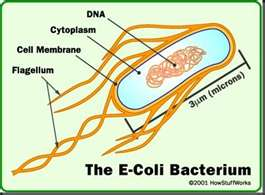 DNA
Cytoplasm
Cell Membrane
Flagellum
3µm (microns)
©2001 HowStuffWorks
The E-Coli Bacterium